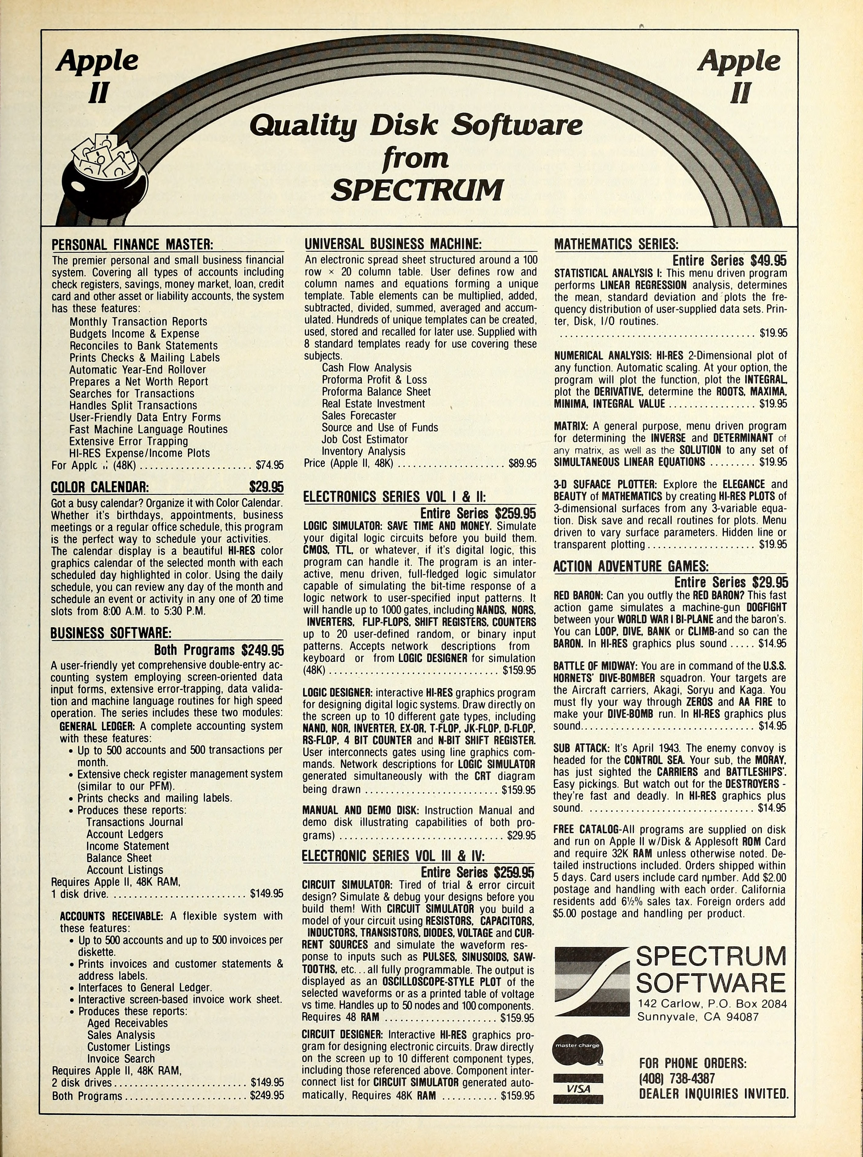 Apple
II
Apple
II
Quality Disk Software
from
SPECTRUM
PERSONAL FINANCE MASTER:
The premier personal and small business financial
system. Covering all types of accounts including
check registers, savings, money market, loan, credit
card and other asset or liability accounts, the system
has these features:
Monthly Transaction Reports
Budgets Income & Expense
Reconciles to Bank Statements
Prints Checks & Mailing Labels
Automatic Year-End Rollover
Prepares a Net Worth Report
Searches for Transactions
Handles Split Transactions
User-Friendly Data Entry Forms
Fast Machine Language Routines
Extensive Error Trapping
HI-RES Expense/Income Plots
For (48K) ...................... $74.95
COLOR CALENDAR: $29.95
Got a busy calendar? Organize it with Color Calendar.
Whether it's birthdays, appointments, business
meetings or a regular office schedule, this program
is the perfect way to schedule your activities.
The calendar display is a beautiful HI-RES color
graphics calendar of the selected month with each
scheduled day highlighted in color. Using the daily
schedule, you can review any day of the month and
schedule an event or activity in any one of 20 time
slots from 8:00 A.M. to 5:30 P.M.
BUSINESS SOFTWARE:
Both Programs $249.95
A user-friendly yet comprehensive double-entry ac-
counting system employing screen-oriented data
input forms, extensive error-trapping, data valida-
tion and machine language routines for high speed
operation. The series includes these two modules:
GENERAL LEDGER: A complete accounting system
with these features:
• Up to 500 accounts and 500 transactions per
month.
• Extensive check register management system
(similar to our PFM).
• Prints checks and mailing labels.
• Produces these reports:
Transactions Journal
Account Ledgers
Income Statement
Balance Sheet
Account Listings
Requires Apple II, 48K RAM,
1 disk drive. ........................ $149.95
ACCOUNTS RECEIVABLE: A flexible system with
these features:
• Up to 500 accounts and up to 500 invoices per
diskette.
• Prints invoices and customer statements &
address labels.
• Interfaces to General Ledger.
• Interactive screen-based invoice work sheet.
• Produces these reports:
Aged Receivables
Sales Analysis
Customer Listings
Invoice Search
Requires Apple II, 48K RAM,
2 disk drives ........................ $149.95
Both Programs ...................... $249.95
UNIVERSAL BUSINESS MACHINE:
An electronic spread sheet structured around a 100
row × 20 column table. User defines row and
column names and equations forming a unique
template. Table elements can be multiplied, added,
subtracted, divided, summed, averaged and accum-
ulated. Hundreds of unique templates can be created,
used, stored and recalled for later use. Supplied with
8 standard templates ready for use covering these
subjects.
Cash Flow Analysis
Proforma Profit & Loss
Proforma Balance Sheet
Real Estate Investment
Sales Forecaster
Source and Use of Funds
Job Cost Estimator
Inventory Analysis
Price (Apple II, 48K) .................... $89.95
ELECTRONICS SERIES VOL I & II:
Entire Series $259.95
LOGIC SIMULATOR: SAVE TIME AND MONEY. Simulate
your digital logic circuits before you build them.
CMOS, TTL, or whatever, if it's digital logic, this
program can handle it. The program is an inter-
active, menu driven, full-fledged logic simulator
capable of simulating the bit-time response of a
logic network to user-specified input patterns. It
will handle up to 1000 gates, including NANDS, NORS,
INVERTERS, FLIP-FLOPS, SHIFT REGISTERS, COUNTERS
up to 20 user-defined random, or binary input
patterns. Accepts network descriptions from
keyboard or from LOGIC DESIGNER for simulation
(48K) .............................. $159.95
LOGIC DESIGNER: interactive HI-RES graphics program
for designing digital logic systems. Draw directly on
the screen up to 10 different gate types, including
NAND, NOR, INVERTER, EX-OR, T-FLOP, JK-FLOP, D-FLOP,
RS-FLOP, 4 BIT COUNTER and N-BIT SHIFT REGISTER.
User interconnects gates using line graphics com-
mands. Network descriptions for LOGIC SIMULATOR
generated simultaneously with the CRT diagram
being drawn ........................ $159.95
MANUAL AND DEMO DISK: Instruction Manual and
demo disk illustrating capabilities of both pro-
grams) .............................. $29.95
ELECTRONIC SERIES VOL III & IV:
Entire Series $259.95
CIRCUIT SIMULATOR: Tired of trial & error circuit
design? Simulate & debug your designs before you
build them! With CIRCUIT SIMULATOR you build a
model of your circuit using RESISTORS, CAPACITORS,
INDUCTORS, TRANSISTORS, DIODES, VOLTAGE and CUR-
RENT SOURCES and simulate the waveform res-
ponse to inputs such as PULSES, SINUSOIDS, SAW-
TOOTHS, etc... all fully programmable. The output is
displayed as an OSCILLOSCOPE-STYLE PLOT of the
selected waveforms or as a printed table of voltage
vs time. Handles up to 50 nodes and 100 components.
Requires 48 RAM ...................... $159.95
CIRCUIT DESIGNER: Interactive HI-RES graphics pro-
gram for designing electronic circuits. Draw directly
on the screen up to 10 different component types,
including those referenced above. Component inter-
connect list for CIRCUIT SIMULATOR generated auto-
matically, Requires 48K RAM .......... $159.95
MATHEMATICS SERIES:
Entire Series $49.95
STATISTICAL ANALYSIS I: This menu driven program
performs LINEAR REGRESSION analysis, determines
the mean, standard deviation and plots the fre-
quency distribution of user-supplied data sets. Prin-
ter, Disk, I/O routines.
.................................... $19.95
NUMERICAL ANALYSIS: HI-RES 2-Dimensional plot of
any function. Automatic scaling. At your option, the
program will plot the function, plot the INTEGRAL,
plot the DERIVATIVE, determine the ROOTS, MAXIMA,
MINIMA, INTEGRAL VALUE ................ $19.95
MATRIX: A general purpose, menu driven program
for determining the INVERSE and DETERMINANT of
any matrix, as well as the SOLUTION to any set of
SIMULTANEOUS LINEAR EQUATIONS ......... $19.95
3-D SUFAACE PLOTTER: Explore the ELEGANCE and
BEAUTY of MATHEMATICS by creating HI-RES PLOTS of
3-dimensional surfaces from any 3-variable equa-
tion. Disk save and recall routines for plots. Menu
driven to vary surface parameters. Hidden line or
transparent plotting .................... $19.95
ACTION ADVENTURE GAMES:
Entire Series $29.95
RED BARON: Can you outfly the RED BARON? This fast
action game simulates a machine-gun DOGFIGHT
between your WORLD WAR I BI-PLANE and the baron's.
You can LOOP, DIVE, BANK or CLIMB-and so can the
BARON. In HI-RES graphics plus sound ..... $14.95
BATTLE OF MIDWAY: You are in command of the U.S.S.
HORNETS' DIVE-BOMBER squadron. Your targets are
the Aircraft carriers, Akagi, Soryu and Kaga. You
must fly your way through ZEROS and AA FIRE to
make your DIVE-BOMB run. In HI-RES graphics plus
sound................................ $14.95
SUB ATTACK: It's April 1943. The enemy convoy is
headed for the CONTROL SEA. Your sub, the MORAY,
has just sighted the CARRIERS and BATTLESHIPS'.
Easy pickings. But watch out for the DESTROYERS -
they're fast and deadly. In HI-RES graphics plus
sound. .............................. $14.95
FREE CATALOG-All programs are supplied on disk
and run on Apple II w/Disk & Applesoft ROM Card
and require 32K RAM unless otherwise noted. De-
tailed instructions included. Orders shipped within
5 days. Card users include card number. Add $2.00
postage and handling with each order. California
residents add 6½% sales tax. Foreign orders add
$5.00 postage and handling per product.
SPECTRUM
SOFTWARE
142 Carlow, P.O. Box 2084
Sunnyvale, CA 94087
master charge
VISA
FOR PHONE ORDERS:
(408) 738-4387
DEALER INQUIRIES INVITED.